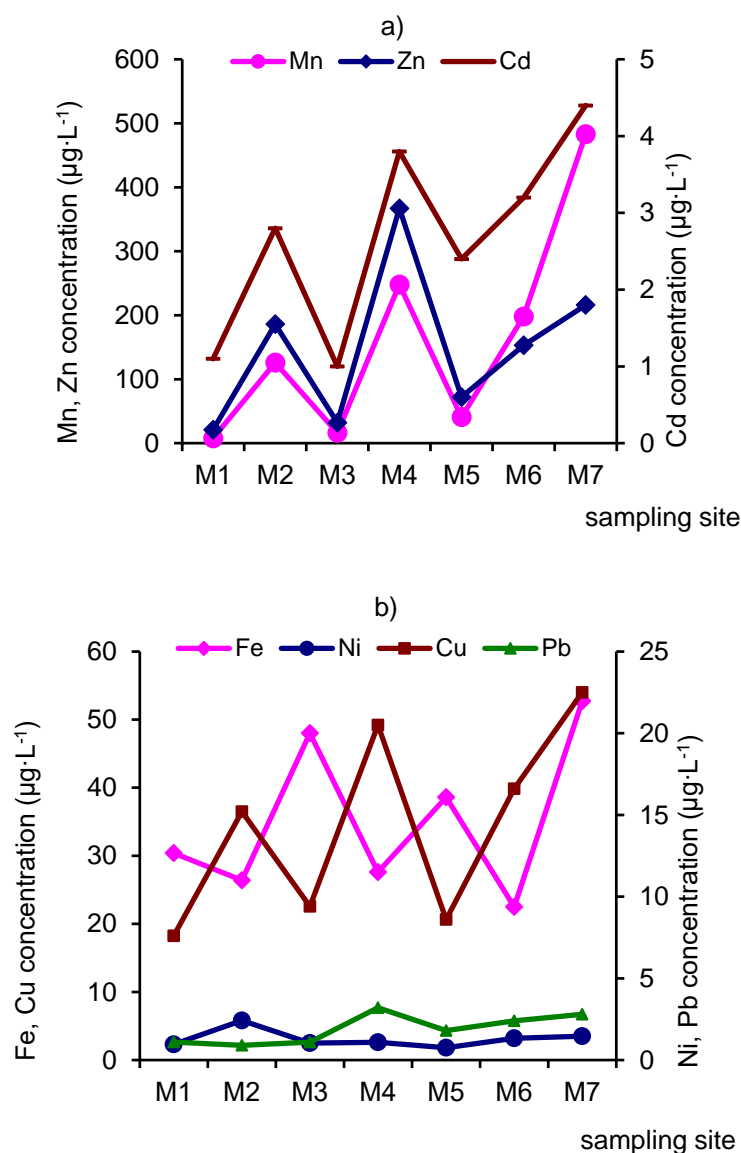 a)
Mn Zn Cd
Mn, Zn concentration (µg·L⁻¹)
600
500
400
300
200
100
0
5
4
3
2
1
0
Cd concentration (µg·L⁻¹)
M1 M2 M3 M4 M5 M6 M7
sampling site
b)
Fe Ni Cu Pb
Fe, Cu concentration (µg·L⁻¹)
60
50
40
30
20
10
0
25
20
15
10
5
0
Ni, Pb concentration (µg·L⁻¹)
M1 M2 M3 M4 M5 M6 M7
sampling site